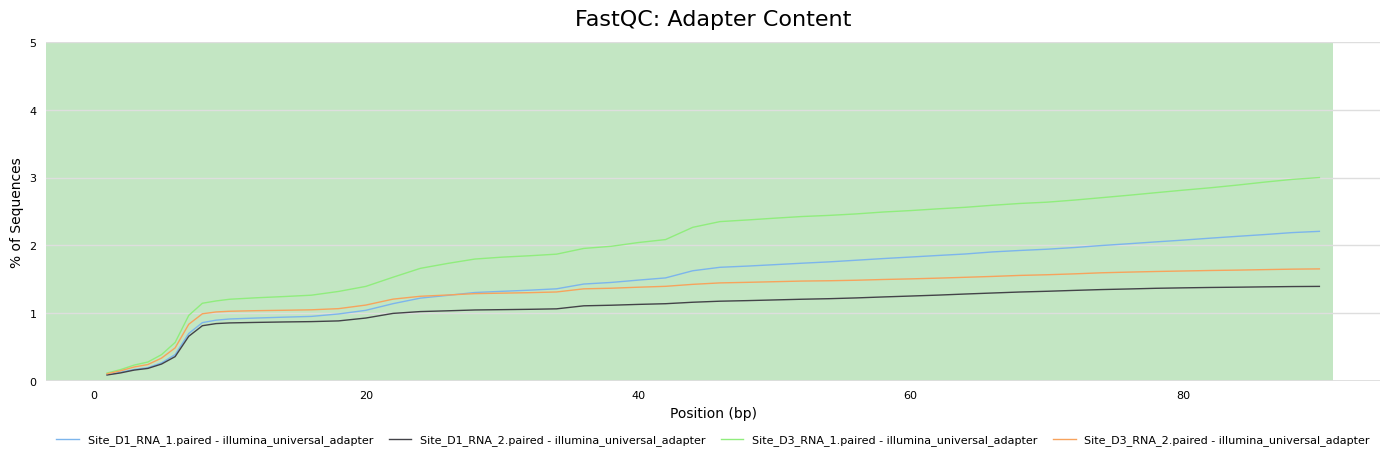 FastQC: Adapter Content
5
4
3
2
1
0
% of Sequences
0 20 40 60 80
Position (bp)
Site_D1_RNA_1.paired - illumina_universal_adapter Site_D1_RNA_2.paired - illumina_universal_adapter Site_D3_RNA_1.paired - illumina_universal_adapter Site_D3_RNA_2.paired - illumina_universal_adapter